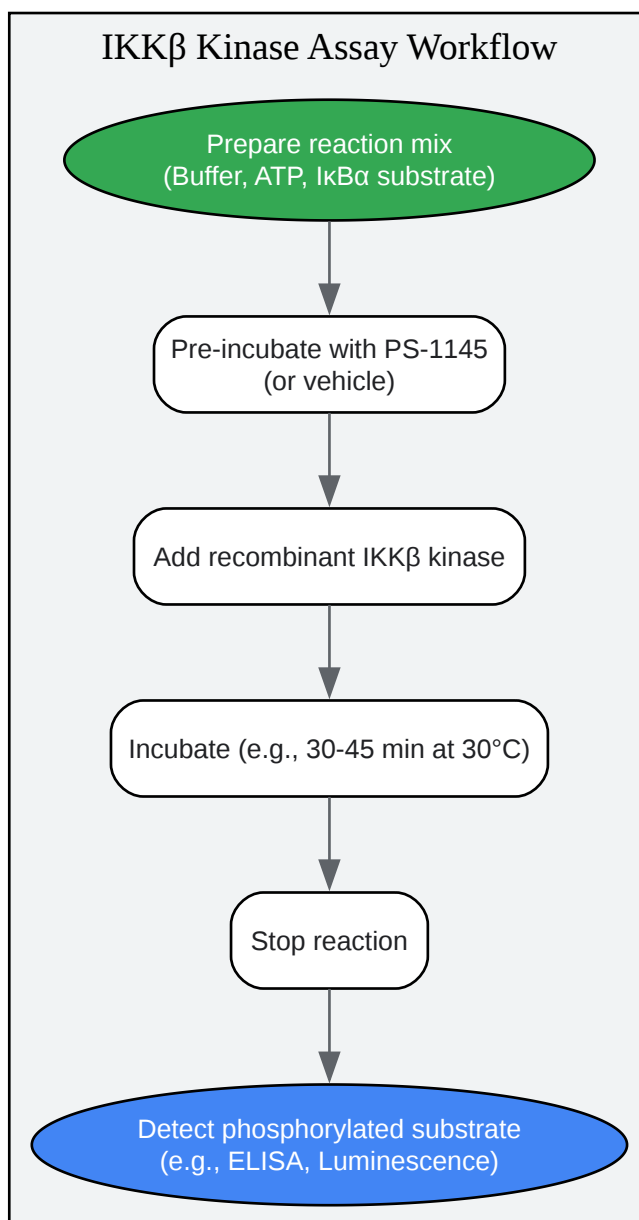 IKKβ Kinase Assay Workflow
Prepare reaction mix
(Buffer, ATP, IκBα substrate)
Pre-incubate with PS-1145
(or vehicle)
Add recombinant IKKβ kinase
Incubate (e.g., 30-45 min at 30°C)
Stop reaction
Detect phosphorylated substrate
(e.g., ELISA, Luminescence)